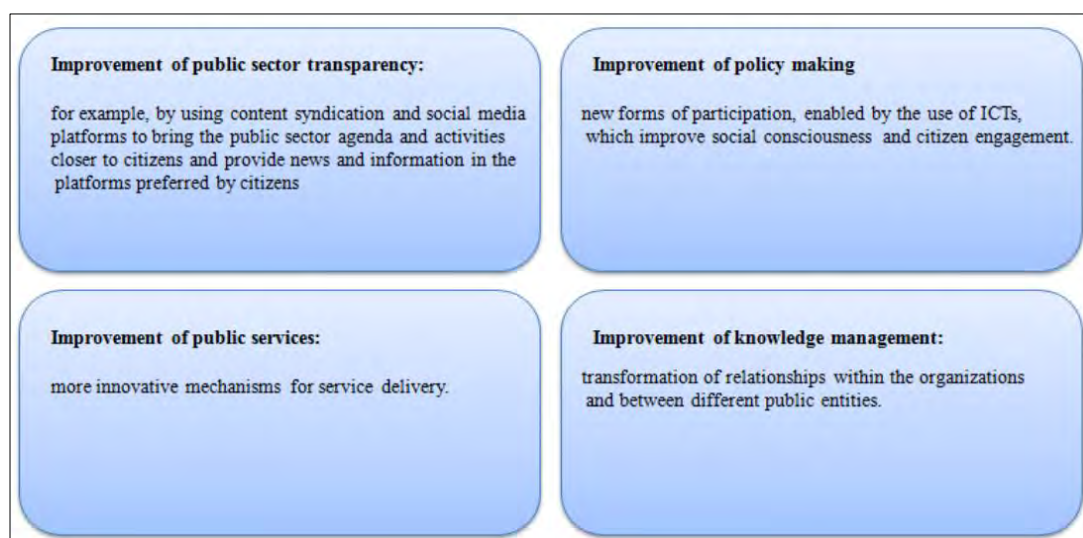 Improvement of public sector transparency:
for example, by using content syndication and social media
platforms to bring the public sector agenda and activities
closer to citizens and provide news and information in the
platforms preferred by citizens
Improvement of policy making
new forms of participation, enabled by the use of ICTs,
which improve social consciousness and citizen engagement.
Improvement of public services:
more innovative mechanisms for service delivery.
Improvement of knowledge management:
transformation of relationships within the organizations
and between different public entities.